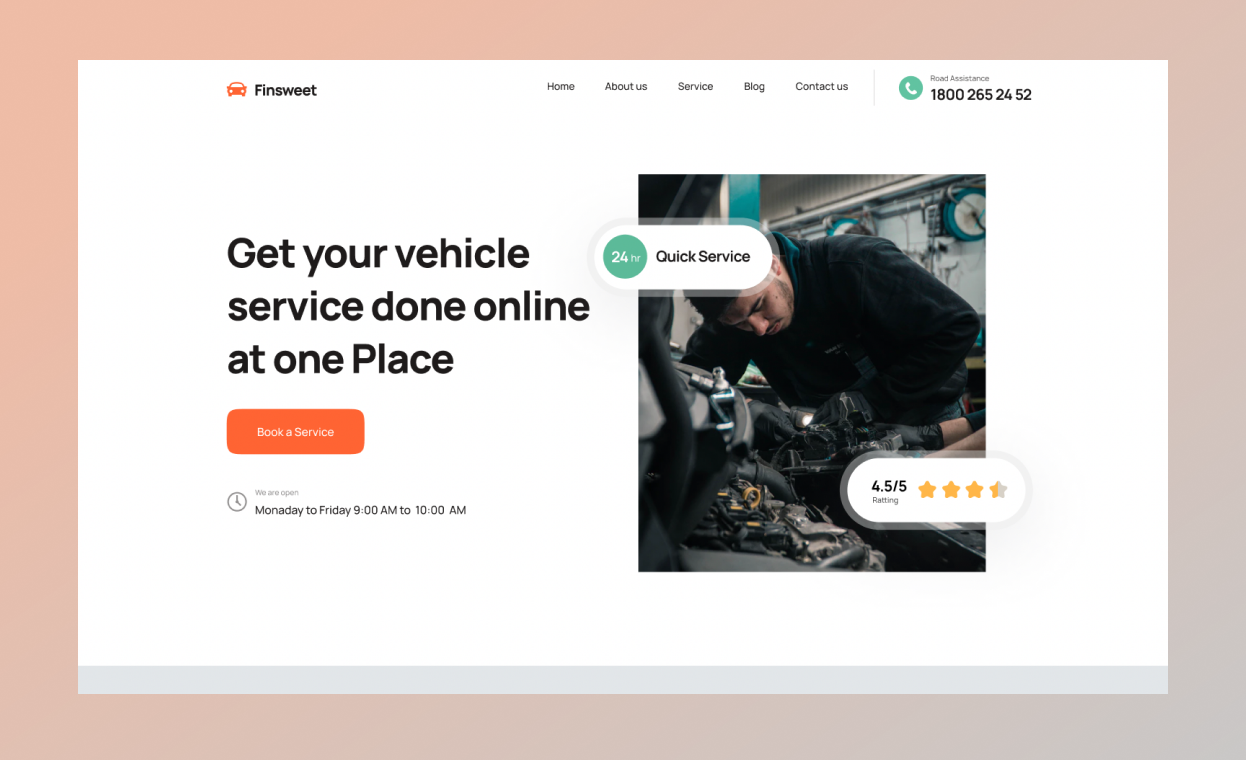 Finsweet
Home
About us
Service
Blog
Contact us
Road Assistance
1800 265 24 52
Get your vehicle
service done online
at one Place
24 hr
Quick Service
Book a Service
We are open
Monaday to Friday 9:00 AM to 10:00 AM
4.5/5
Ratting